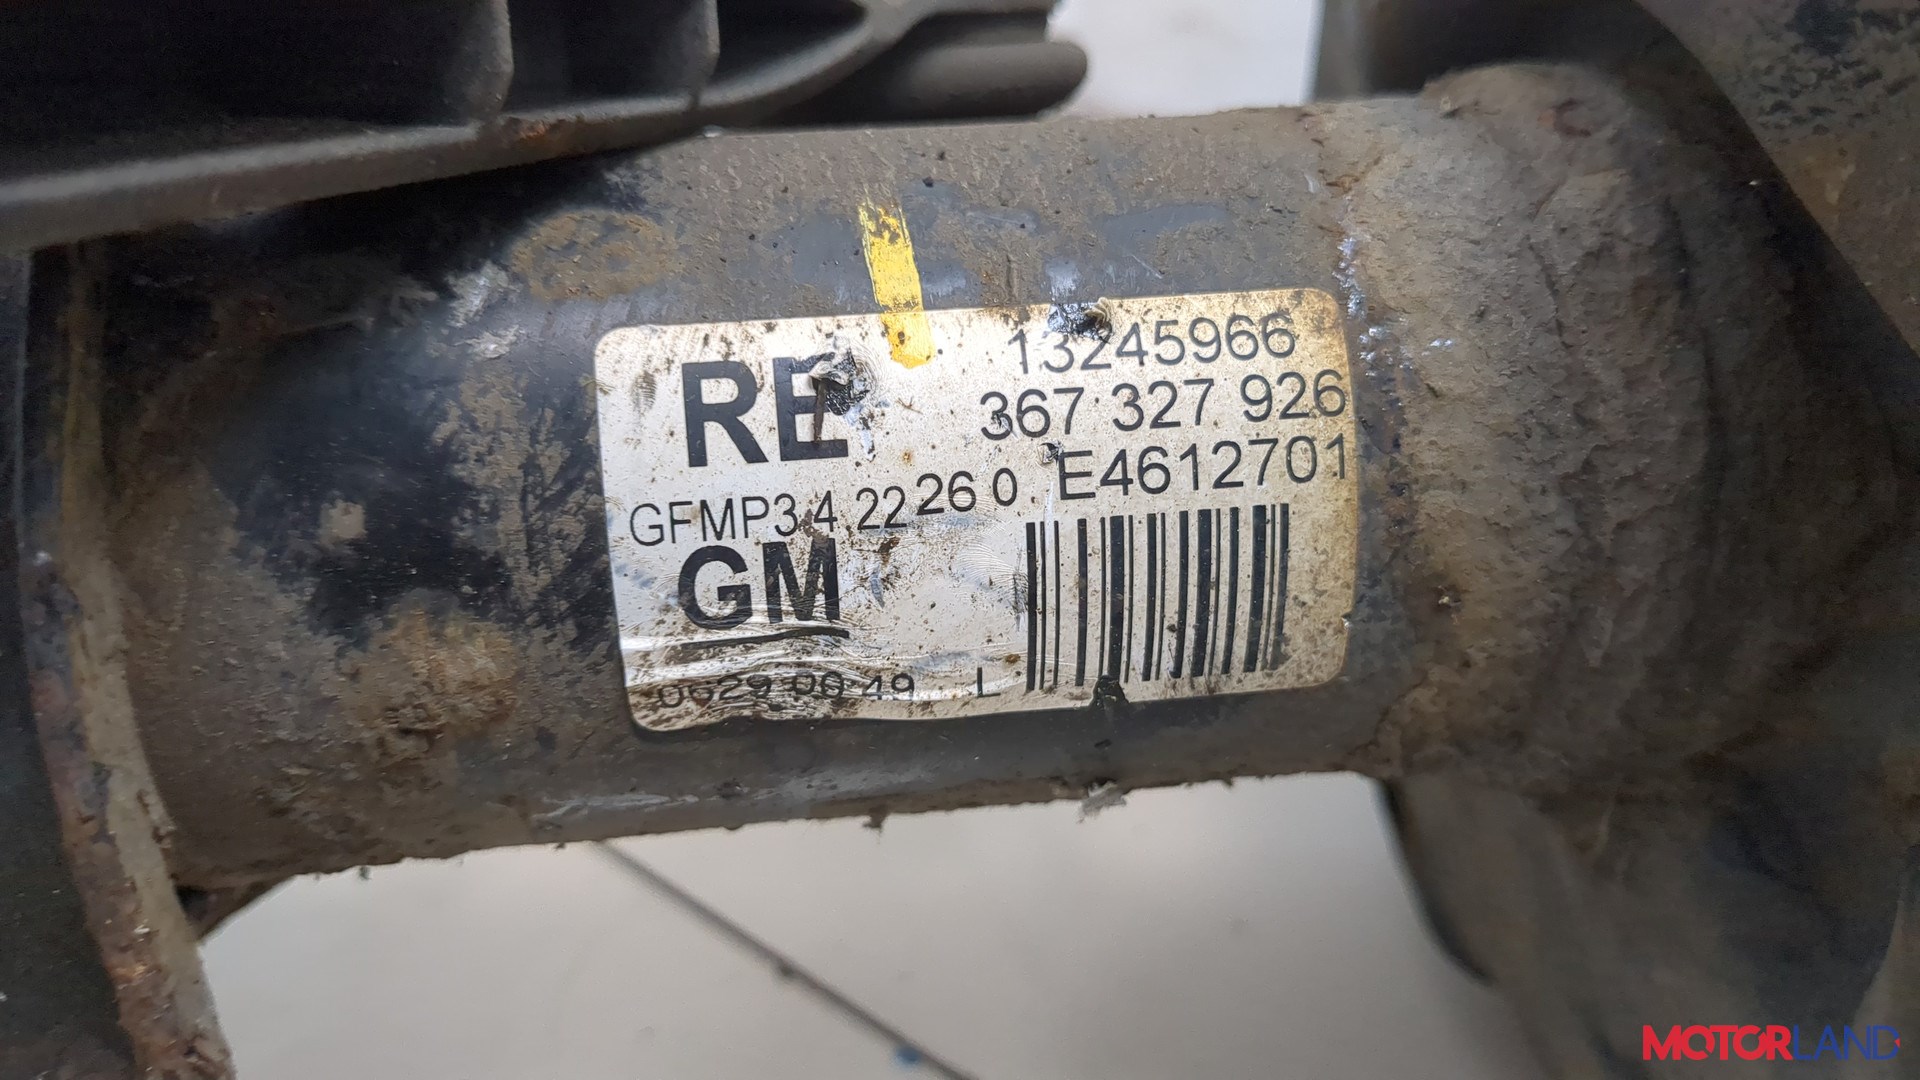 RE 13245966
367 327 926
GFMP3 4 22 26 0 E4612701
GM
L
MOTORLAND